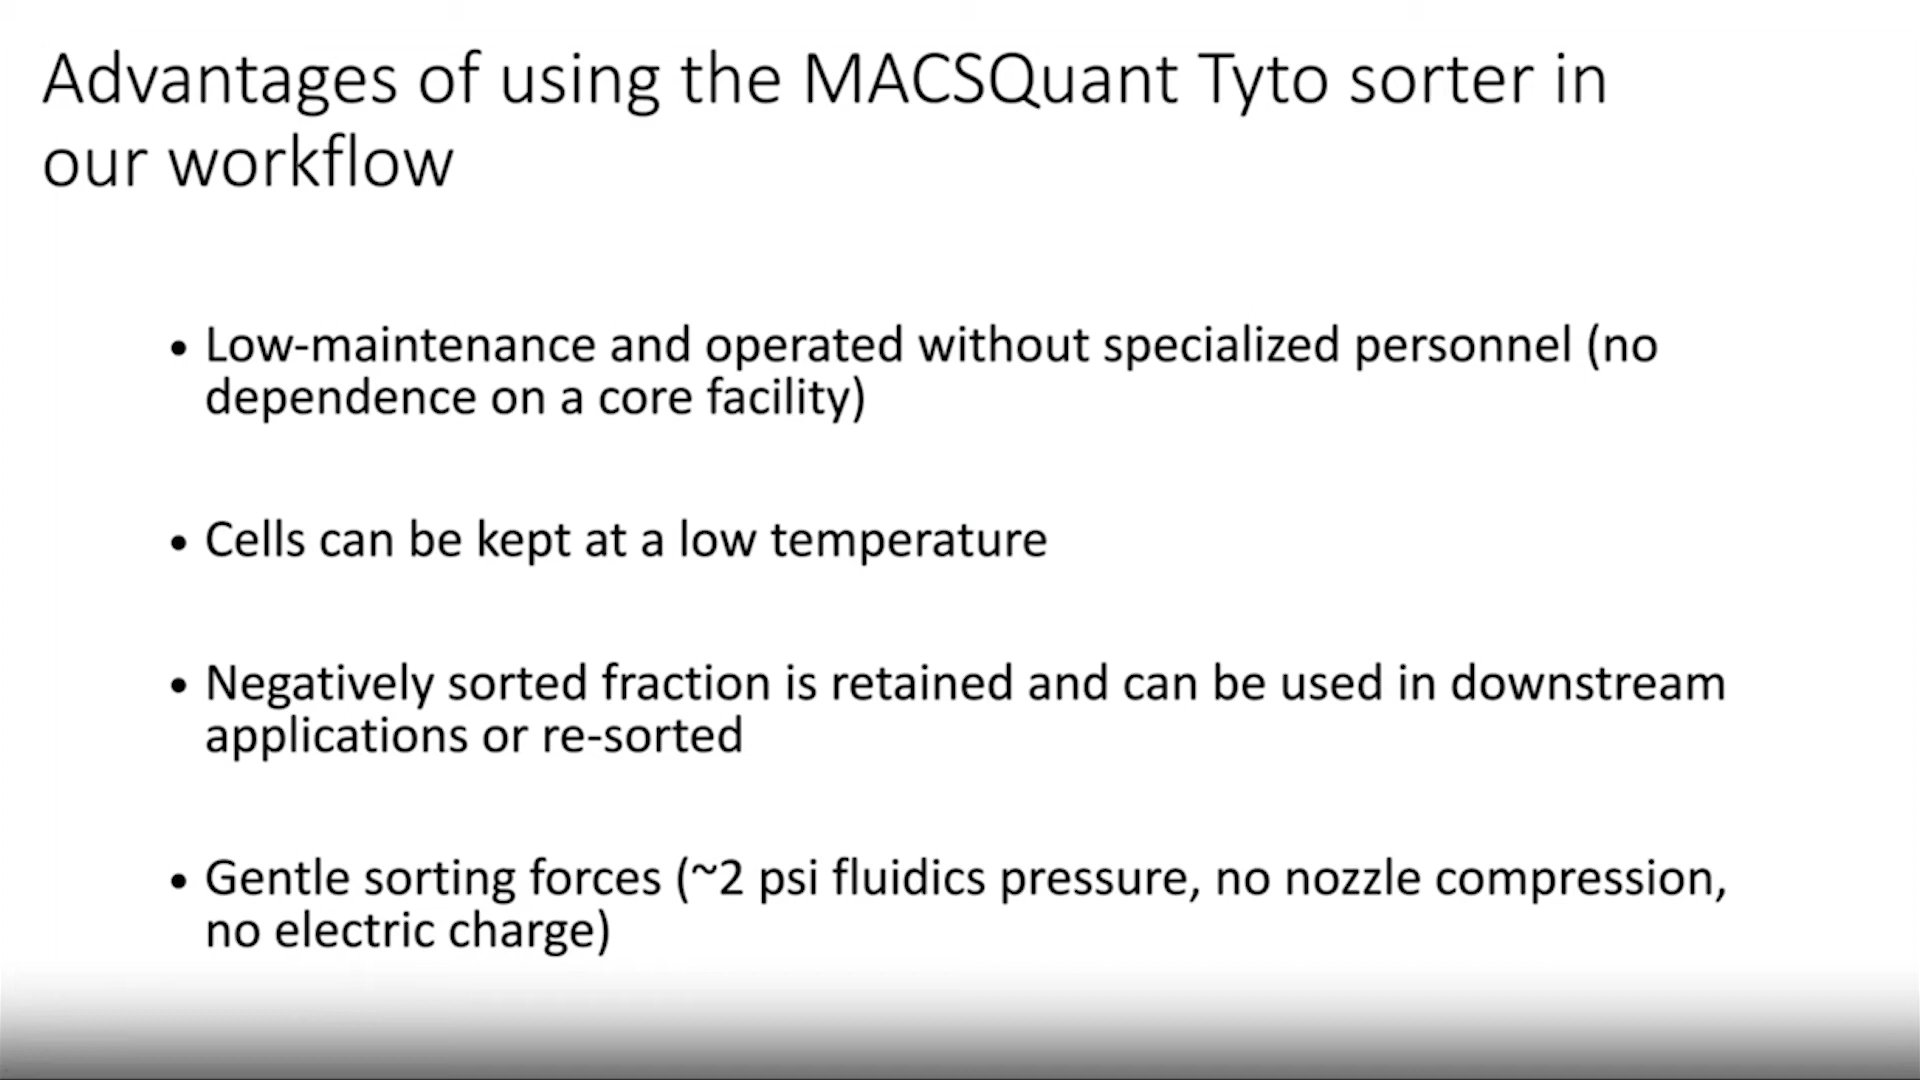 Advantages of using the MACSQuant Tyto sorter in
our workflow
• Low-maintenance and operated without specialized personnel (no
dependence on a core facility)
• Cells can be kept at a low temperature
• Negatively sorted fraction is retained and can be used in downstream
applications or re-sorted
• Gentle sorting forces (~2 psi fluidics pressure, no nozzle compression,
no electric charge)